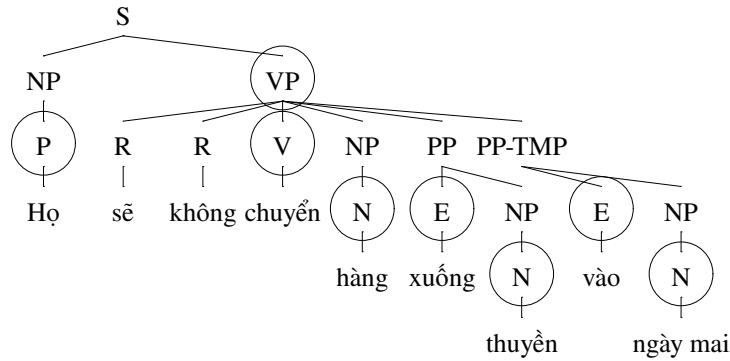 S
NP VP
P R R V NP PP PP-TMP
Họ sẽ không chuyển N E NP E NP
hàng xuống N vào N
thuyền ngày mai